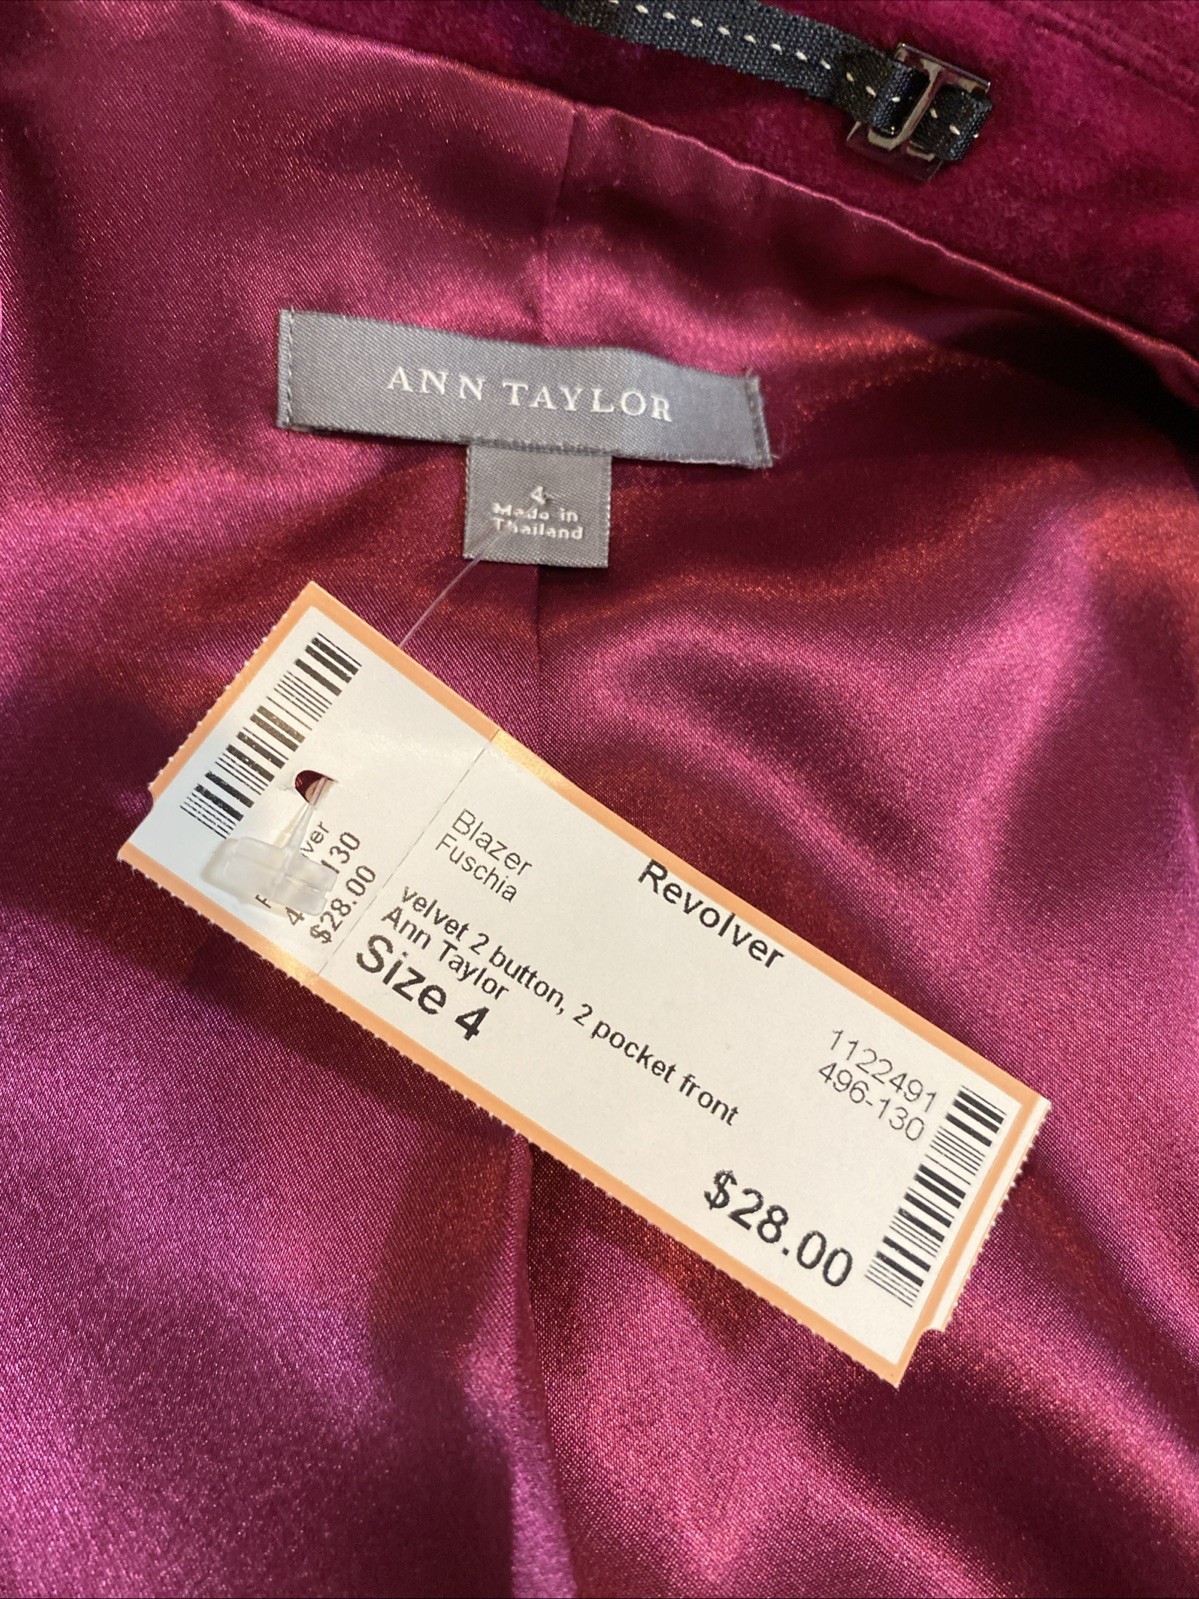 ANN TAYLOR
4
Made in
Thailand
Blazer
Fuschia
Revolver
velvet 2 button, 2 pocket front
Ann Taylor
Size 4
1122491
496-130
$28.00
130
$28.00